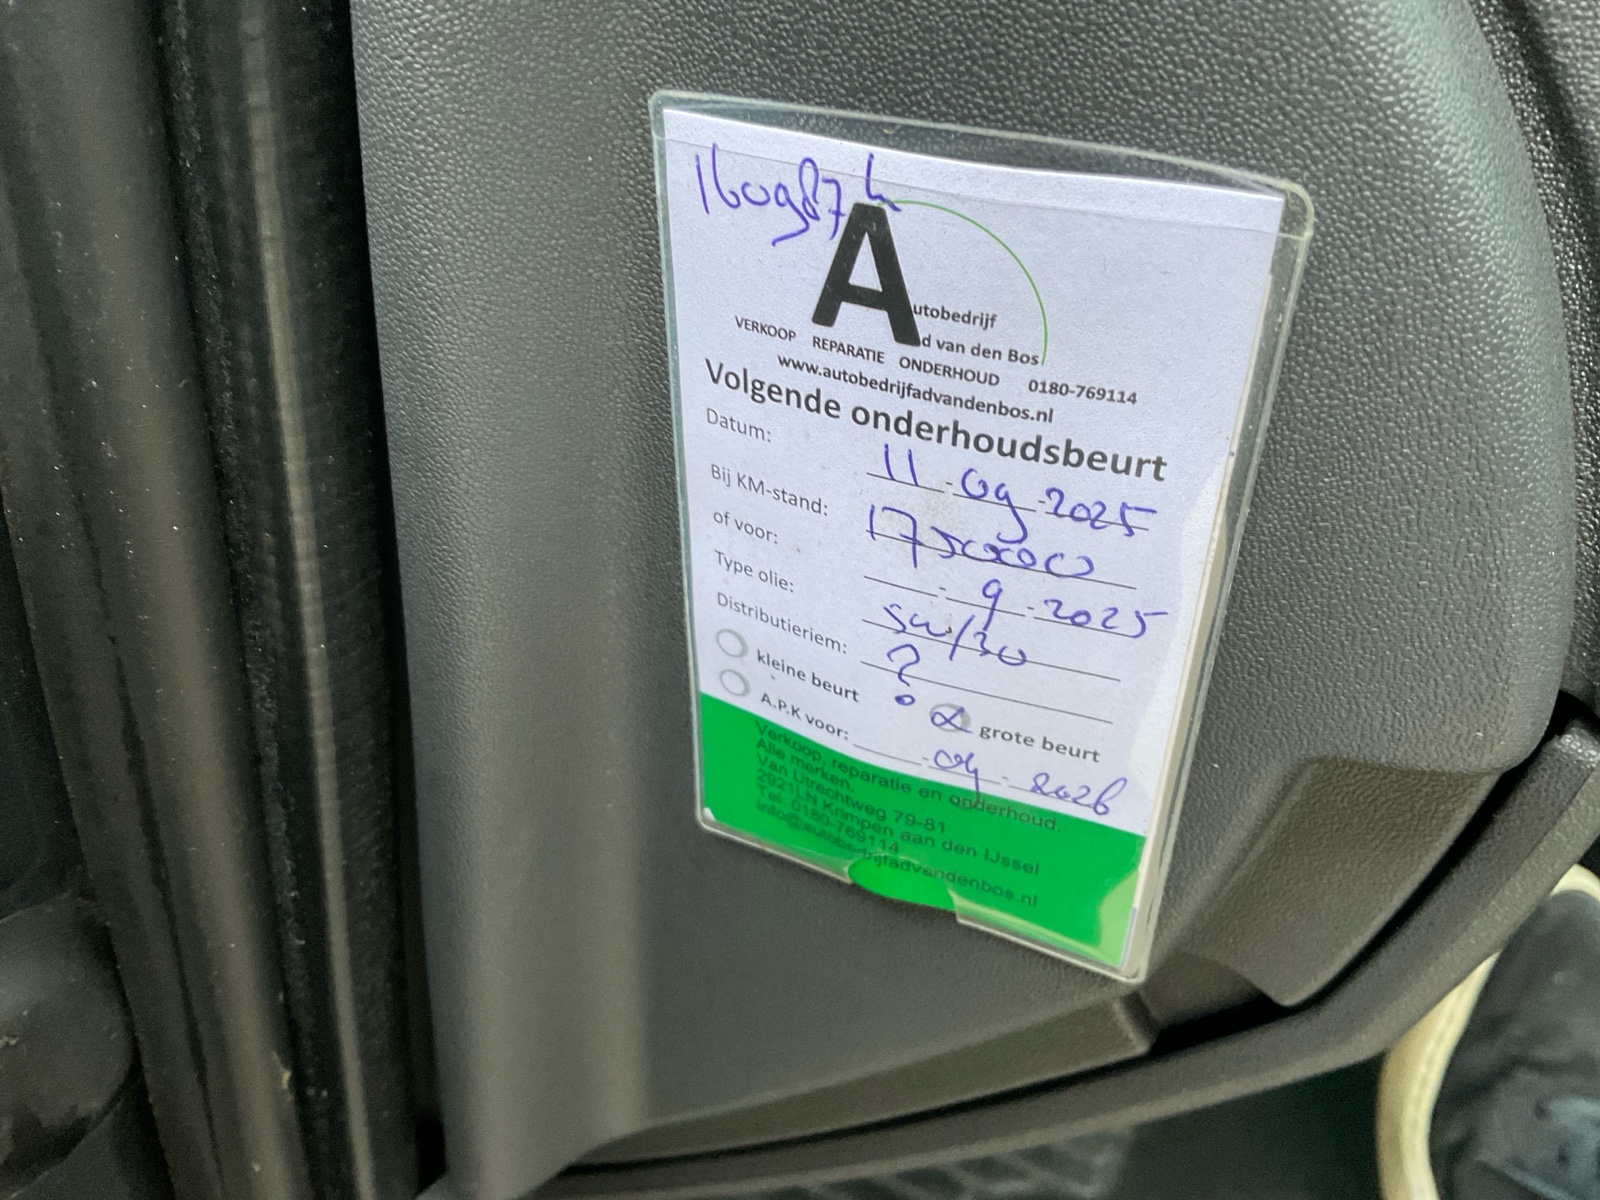 160987 k
Autobedrijf
Ad van den Bos
VERKOOP REPARATIE ONDERHOUD 0180-769114
www.autobedrijfadvandenbos.nl
Volgende onderhoudsbeurt
Datum: 11-09-2025
Bij KM-stand: 175000
of voor: - 9 - 2025
Type olie: 5w/30
Distributieriem: ?
kleine beurt grote beurt
A.P.K voor: - 04 - 2026
Verkoop, reparatie en onderhoud.
Alle merken.
Van Utrechtweg 79-81
2921LN Krimpen aan den IJssel
Tel. 0180-769114
info@autobedrijfadvandenbos.nl